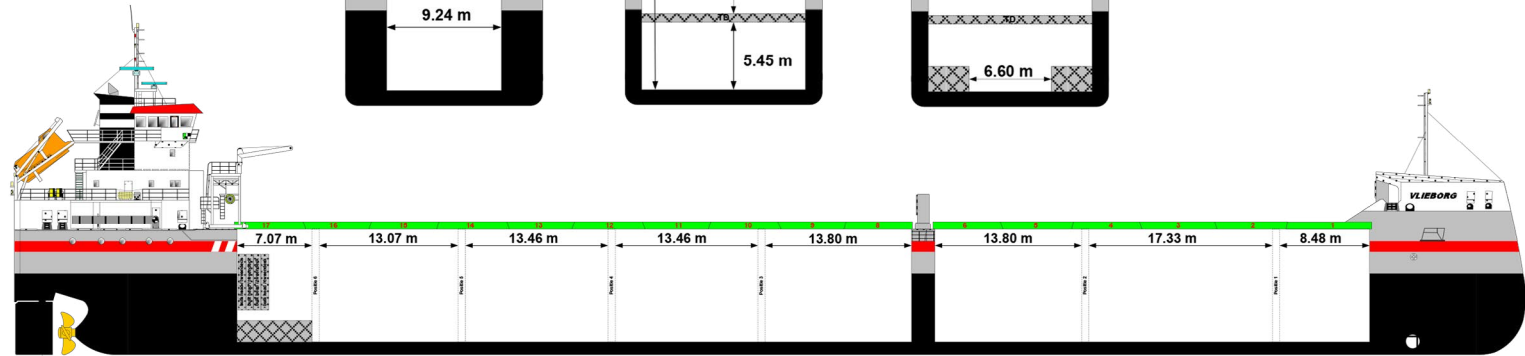 9.24 m
TD
5.45 m
TD
6.60 m
VLIEBORG
17 16 15 14 13 12 11 10 9 8 6 5 4 3 2 1
7.07 m 13.07 m 13.46 m 13.46 m 13.80 m 13.80 m 17.33 m 8.48 m
Positie 6 Positie 5 Positie 4 Positie 3 Positie 2 Positie 1